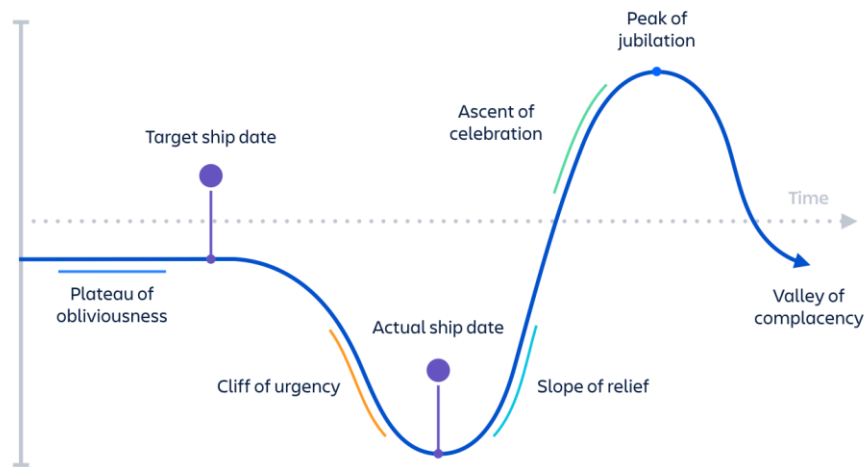 Peak of
jubilation
Ascent of
celebration
Target ship date
Time
Plateau of
obliviousness
Valley of
complacency
Actual ship date
Cliff of urgency
Slope of relief